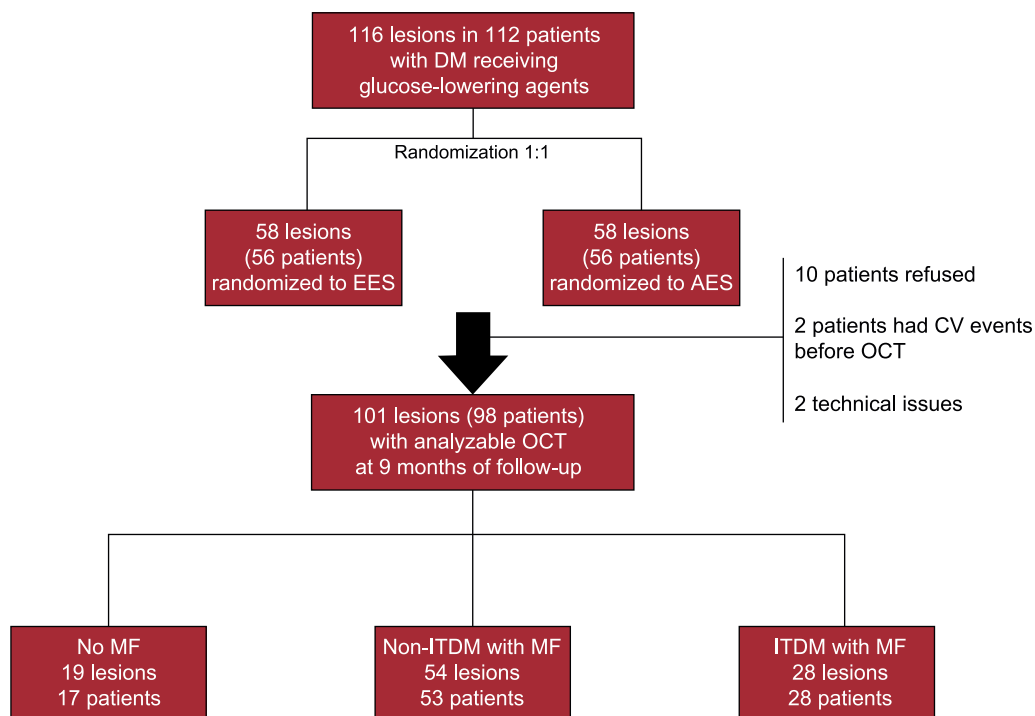 116 lesions in 112 patients
with DM receiving
glucose-lowering agents
Randomization 1:1
58 lesions
(56 patients)
randomized to EES
58 lesions
(56 patients)
randomized to AES
10 patients refused
2 patients had CV events
before OCT
2 technical issues
101 lesions (98 patients)
with analyzable OCT
at 9 months of follow-up
No MF
19 lesions
17 patients
Non-ITDM with MF
54 lesions
53 patients
ITDM with MF
28 lesions
28 patients